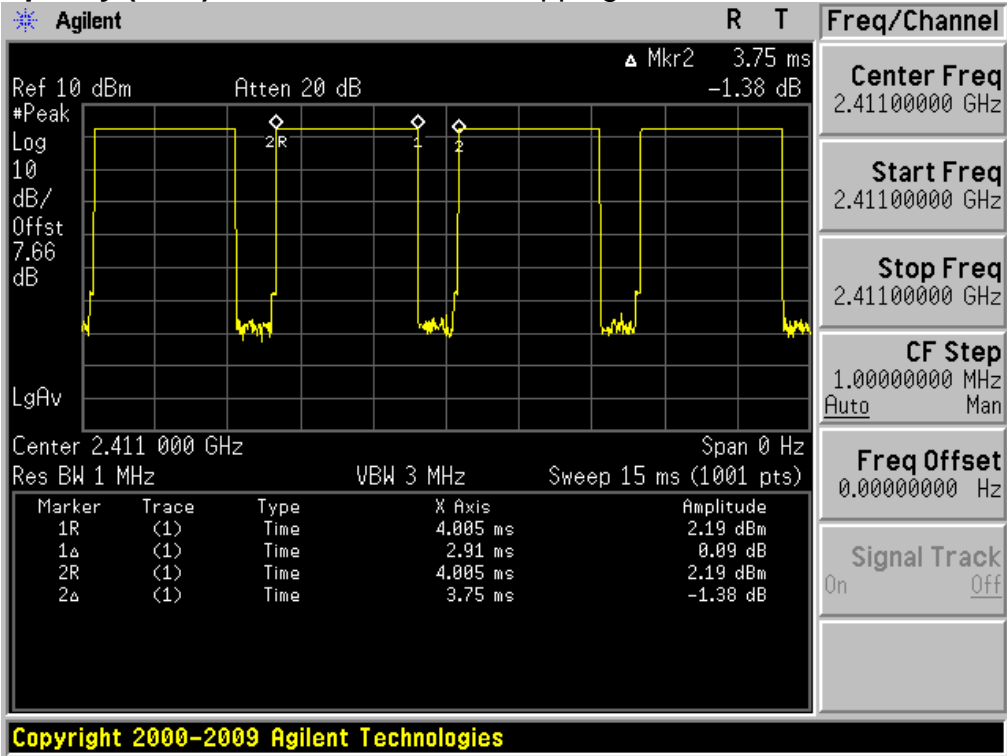 Agilent R T
Freq/Channel
▵ Mkr2 3.75 ms
Ref 10 dBm Atten 20 dB -1.38 dB
#Peak
Log
10
dB/
Offst
7.66
dB
LgAv
2R 1 2
Center 2.411 000 GHz Span 0 Hz
Res BW 1 MHz VBW 3 MHz Sweep 15 ms (1001 pts)
Marker Trace Type X Axis Amplitude
1R (1) Time 4.005 ms 2.19 dBm
1▵ (1) Time 2.91 ms 0.09 dB
2R (1) Time 4.005 ms 2.19 dBm
2▵ (1) Time 3.75 ms -1.38 dB
Center Freq
2.41100000 GHz
Start Freq
2.41100000 GHz
Stop Freq
2.41100000 GHz
CF Step
1.00000000 MHz
Auto Man
Freq Offset
0.00000000 Hz
Signal Track
On Off
Copyright 2000-2009 Agilent Technologies